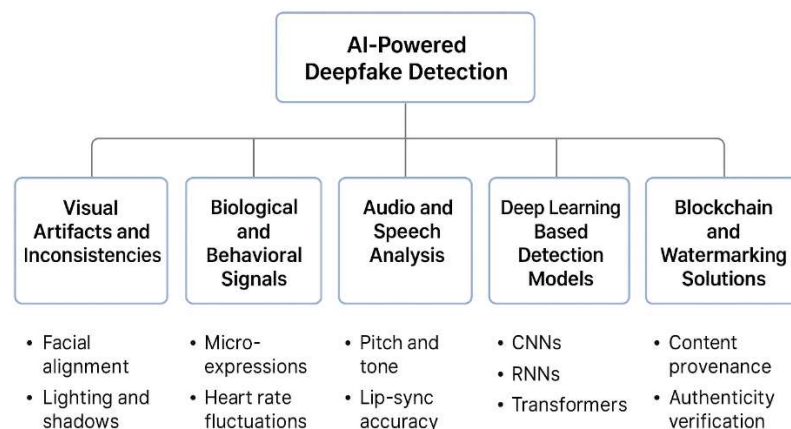 AI-Powered
Deepfake Detection
Visual
Artifacts and
Inconsistencies
• Facial
alignment
• Lighting and
shadows
Biological
and
Behavioral
Signals
• Micro-
expressions
• Heart rate
fluctuations
Audio and
Speech
Analysis
• Pitch and
tone
• Lip-sync
accuracy
Deep Learning
Based
Detection
Models
• CNNs
• RNNs
• Transformers
Blockchain
and
Watermarking
Solutions
• Content
provenance
• Authenticity
verification